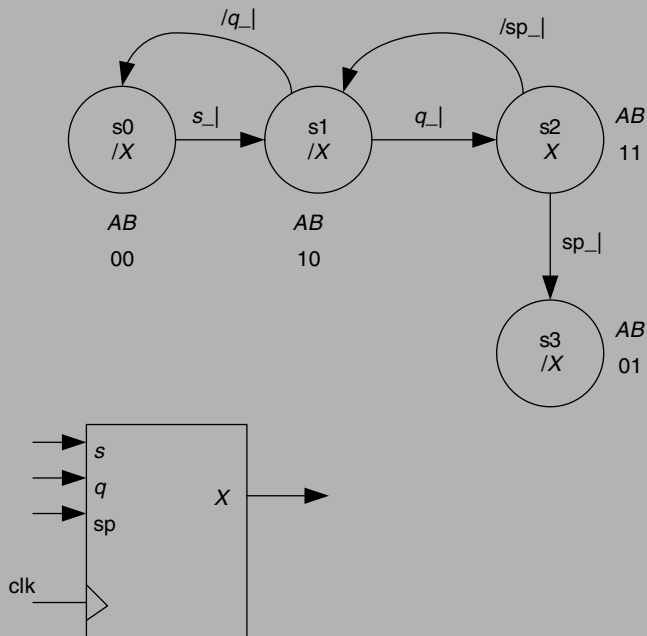 /q_|
/sp_|
s0
/X
s_|
s1
/X
q_|
s2
X
AB
11
AB
00
AB
10
sp_|
s3
/X
AB
01
s
q
sp
X
clk